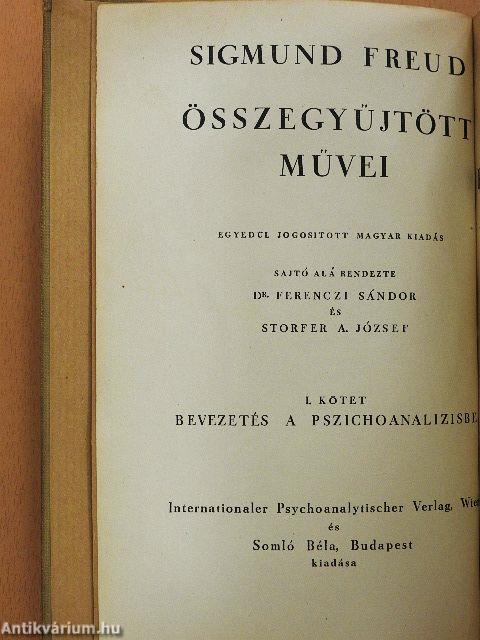 SIGMUND FREUD
ÖSSZEGYŰJTÖTT
MŰVEI
EGYEDÜL JOGOSITOTT MAGYAR KIADÁS
SAJTÓ ALÁ RENDEZTE
DR. FERENCZI SÁNDOR
ÉS
STORFER A. JÓZSEF
I. KÖTET
BEVEZETÉS A PSZICHOANALIZISBE
Internationaler Psychoanalytischer Verlag, Wien
és
Somló Béla, Budapest
kiadása
Antikvárium.hu